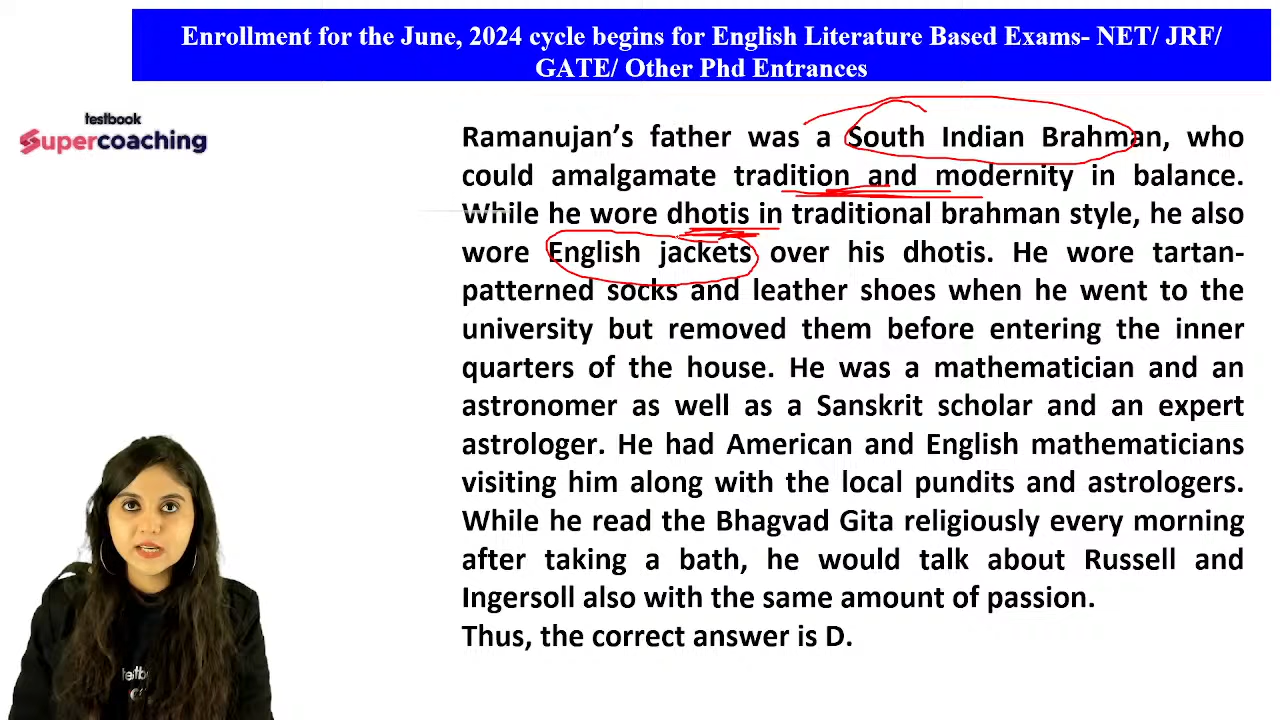 Enrollment for the June, 2024 cycle begins for English Literature Based Exams- NET/ JRF/
GATE/ Other Phd Entrances
testbook
Supercoaching
Ramanujan's father was a South Indian Brahman, who
could amalgamate tradition and modernity in balance.
While he wore dhotis in traditional brahman style, he also
wore English jackets over his dhotis. He wore tartan-
patterned socks and leather shoes when he went to the
university but removed them before entering the inner
quarters of the house. He was a mathematician and an
astronomer as well as a Sanskrit scholar and an expert
astrologer. He had American and English mathematicians
visiting him along with the local pundits and astrologers.
While he read the Bhagvad Gita religiously every morning
after taking a bath, he would talk about Russell and
Ingersoll also with the same amount of passion.
Thus, the correct answer is D.